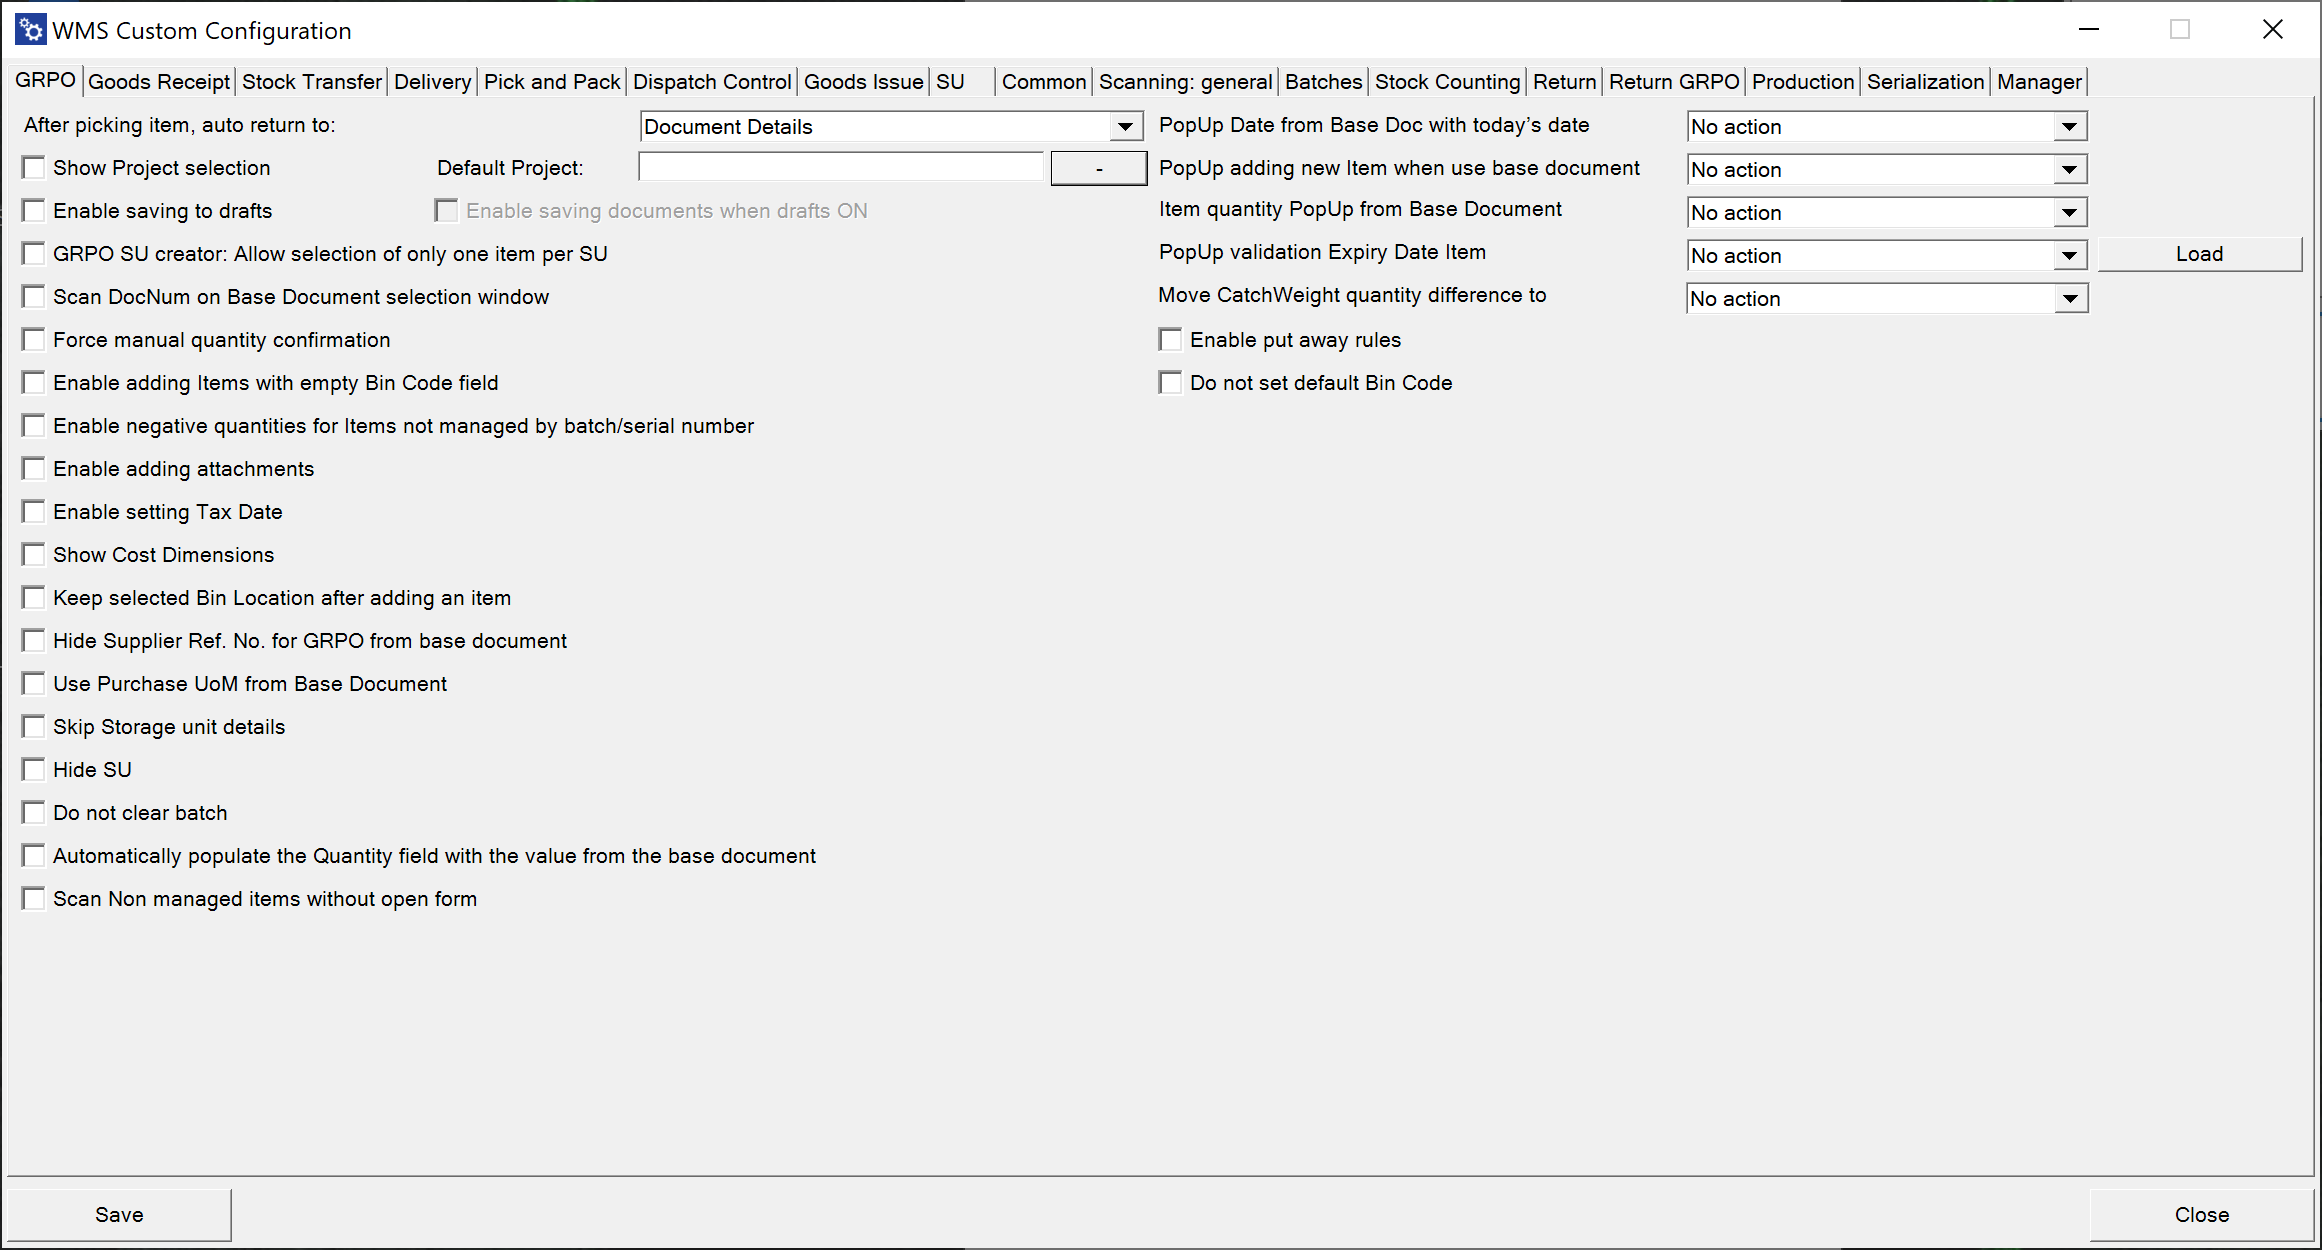 WMS Custom Configuration
GRPO Goods Receipt Stock Transfer Delivery Pick and Pack Dispatch Control Goods Issue SU Common Scanning: general Batches Stock Counting Return Return GRPO Production Serialization Manager
After picking item, auto return to: Document Details
Show Project selection Default Project: -
Enable saving to drafts Enable saving documents when drafts ON
GRPO SU creator: Allow selection of only one item per SU
Scan DocNum on Base Document selection window
Force manual quantity confirmation
Enable adding Items with empty Bin Code field
Enable negative quantities for Items not managed by batch/serial number
Enable adding attachments
Enable setting Tax Date
Show Cost Dimensions
Keep selected Bin Location after adding an item
Hide Supplier Ref. No. for GRPO from base document
Use Purchase UoM from Base Document
Skip Storage unit details
Hide SU
Do not clear batch
Automatically populate the Quantity field with the value from the base document
Scan Non managed items without open form
PopUp Date from Base Doc with today’s date No action
PopUp adding new Item when use base document No action
Item quantity PopUp from Base Document No action
PopUp validation Expiry Date Item No action Load
Move CatchWeight quantity difference to No action
Enable put away rules
Do not set default Bin Code
Save Close